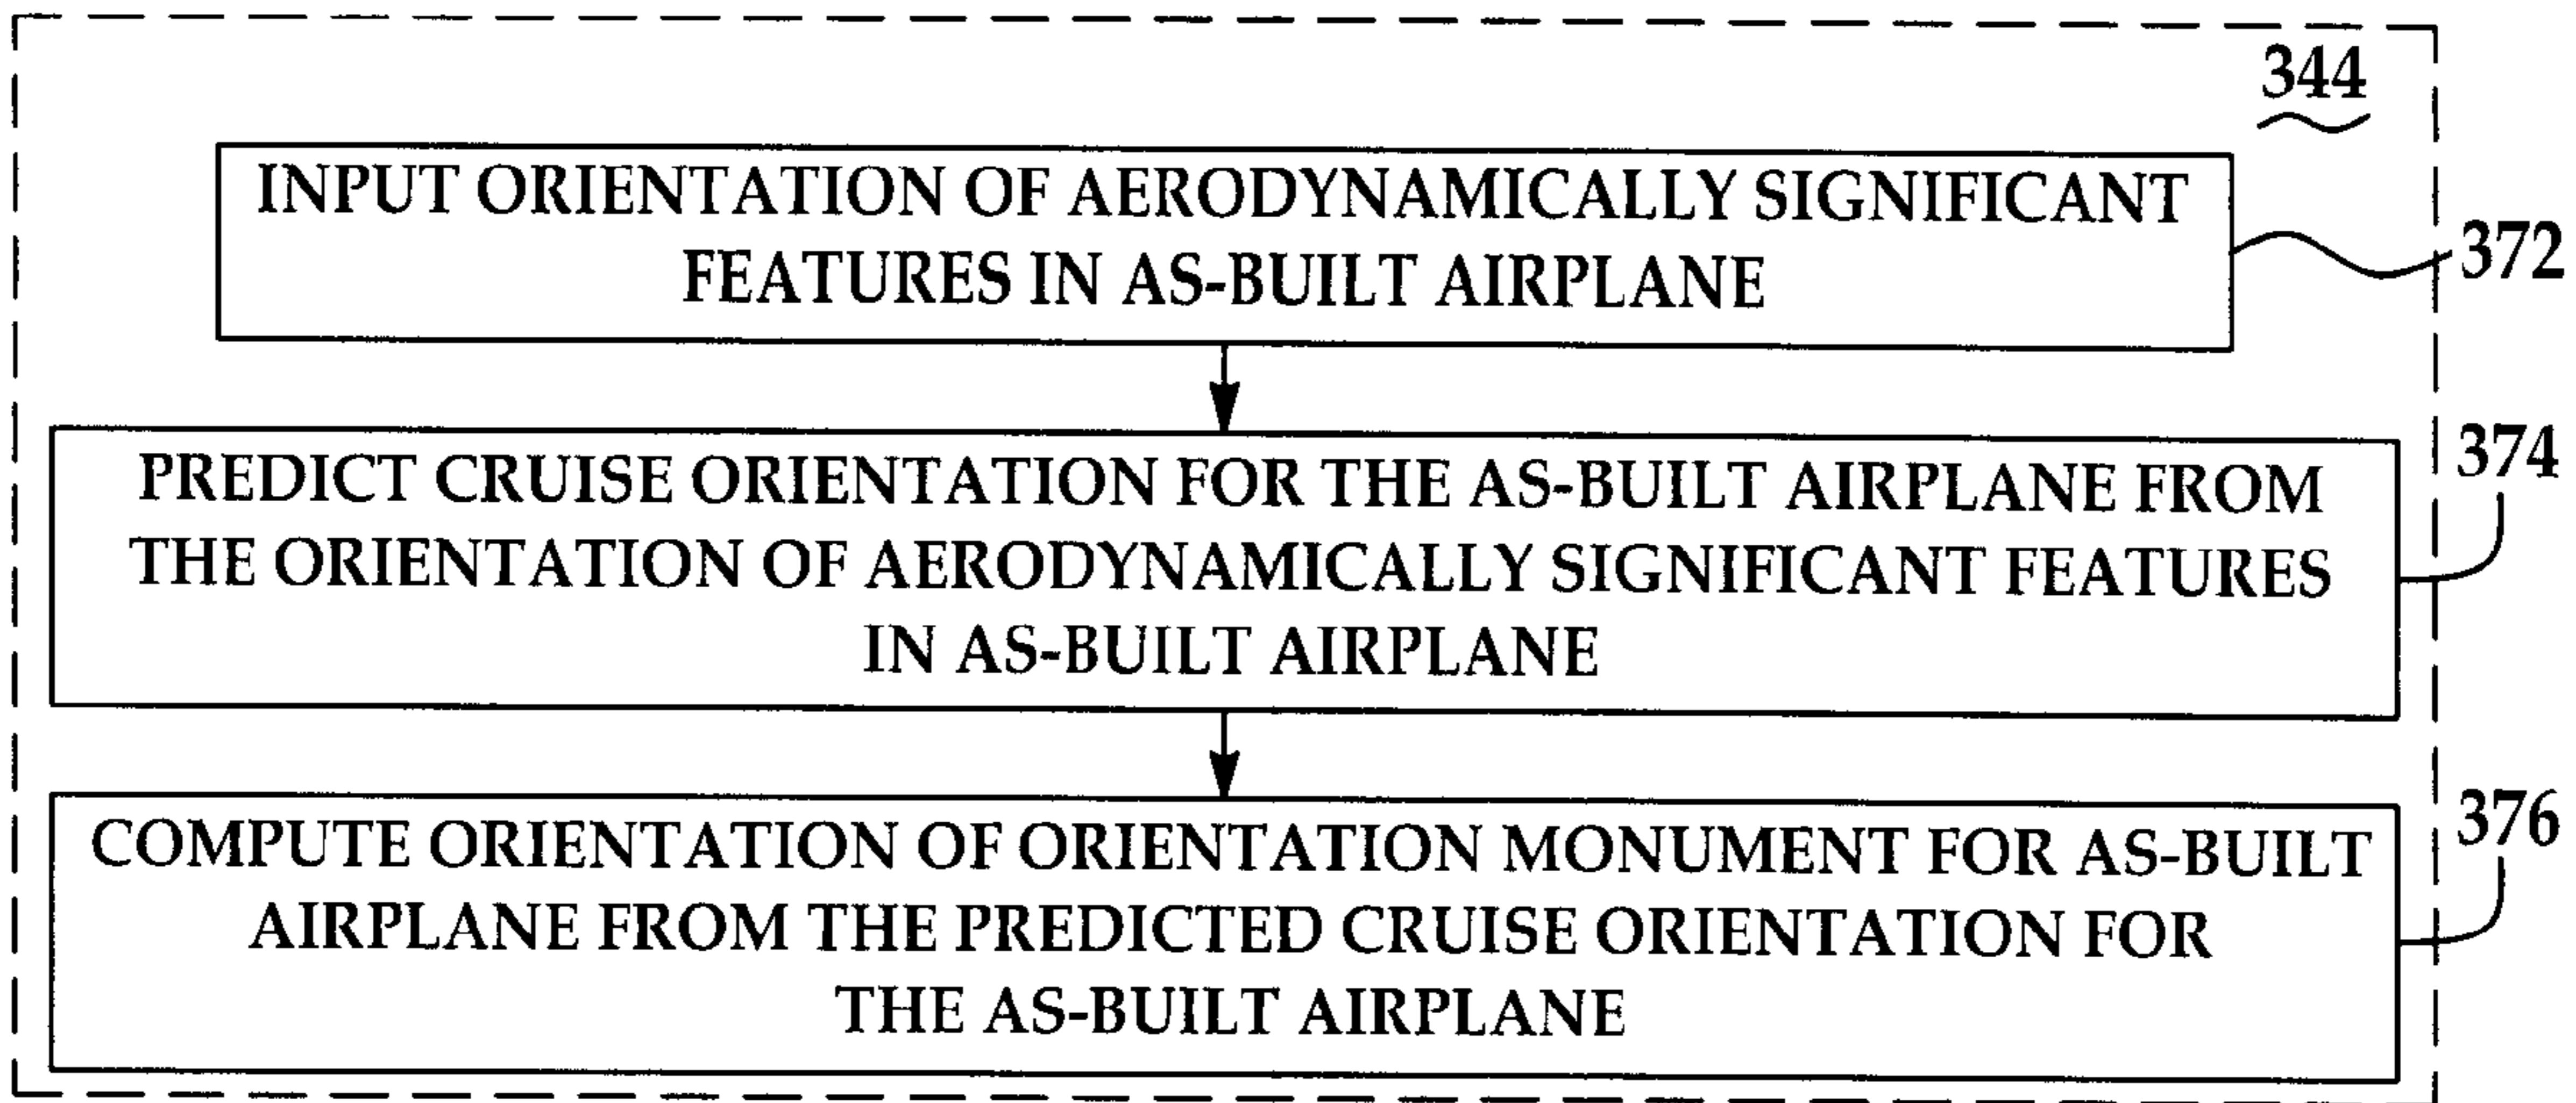 344
INPUT ORIENTATION OF AERODYNAMICALLY SIGNIFICANT
FEATURES IN AS-BUILT AIRPLANE
372
PREDICT CRUISE ORIENTATION FOR THE AS-BUILT AIRPLANE FROM
THE ORIENTATION OF AERODYNAMICALLY SIGNIFICANT FEATURES
IN AS-BUILT AIRPLANE
374
COMPUTE ORIENTATION OF ORIENTATION MONUMENT FOR AS-BUILT
AIRPLANE FROM THE PREDICTED CRUISE ORIENTATION FOR
THE AS-BUILT AIRPLANE
376